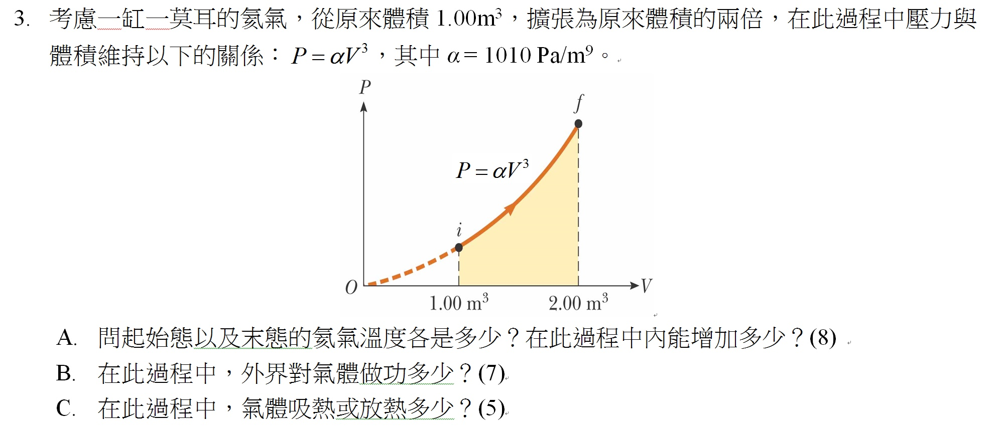 3. 考慮一缸一莫耳的氦氣，從原來體積 1.00m³，擴張為原來體積的兩倍，在此過程中壓力與
體積維持以下的關係： P = αV³ ，其中 α = 1010 Pa/m⁹。
P
f
P = αV³
i
O
V
1.00 m³
2.00 m³
A. 問起始態以及末態的氦氣溫度各是多少？在此過程中內能增加多少？(8)
B. 在此過程中，外界對氣體做功多少？(7)
C. 在此過程中，氣體吸熱或放熱多少？(5)